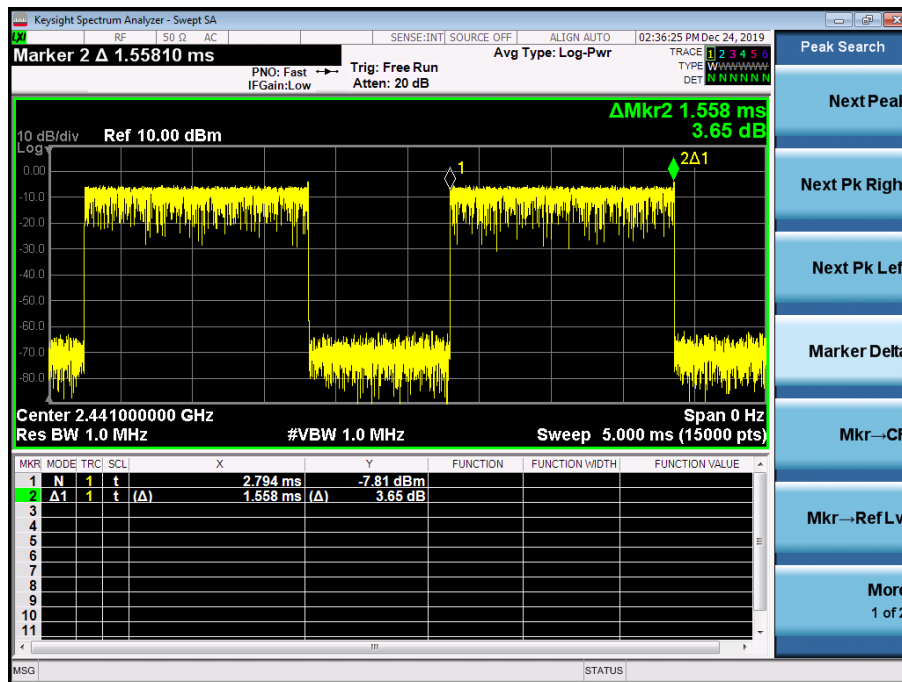 Keysight Spectrum Analyzer - Swept SA
LXI RF 50 Ω AC SENSE:INT SOURCE OFF ALIGN AUTO 02:36:25 PM Dec 24, 2019
Marker 2 Δ 1.55810 ms
PNO: Fast
IFGain:Low
Trig: Free Run
Atten: 20 dB
Avg Type: Log-Pwr
TRACE 1 2 3 4 5 6
TYPE WWWWWW
DET N N N N N N
ΔMkr2 1.558 ms
3.65 dB
10 dB/div Ref 10.00 dBm
Log
0.00
-10.0
-20.0
-30.0
-40.0
-50.0
-60.0
-70.0
-80.0
1
2Δ1
Center 2.441000000 GHz Span 0 Hz
Res BW 1.0 MHz #VBW 1.0 MHz Sweep 5.000 ms (15000 pts)
MKR MODE TRC SCL X Y FUNCTION FUNCTION WIDTH FUNCTION VALUE
1 N 1 t 2.794 ms -7.81 dBm
2 Δ1 1 t (Δ) 1.558 ms (Δ) 3.65 dB
3
4
5
6
7
8
9
10
11
MSG STATUS
Peak Search
Next Peak
Next Pk Righ
Next Pk Lef
Marker Delta
Mkr→CF
Mkr→Ref Lv
More
1 of 2